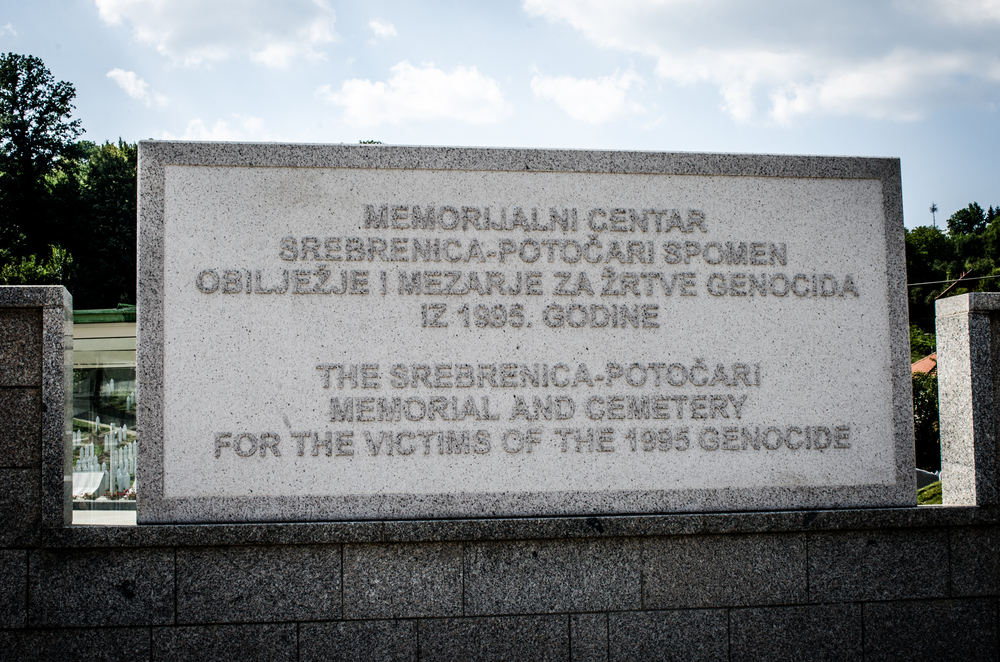 MEMORIJALNI CENTAR
SREBRENICA-POTOČARI SPOMEN
OBILJEŽJE I MEZARJE ZA ŽRTVE GENOCIDA
IZ 1995. GODINE
THE SREBRENICA-POTOČARI
MEMORIAL AND CEMETERY
FOR THE VICTIMS OF THE 1995 GENOCIDE